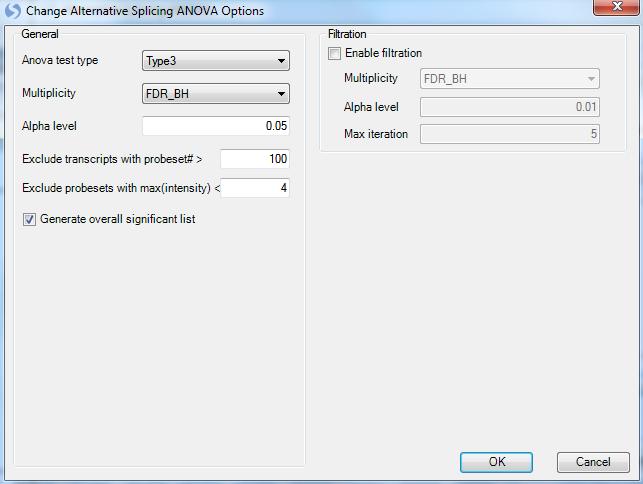 Change Alternative Splicing ANOVA Options
General
Anova test type Type3
Multiplicity FDR_BH
Alpha level 0.05
Exclude transcripts with probeset# > 100
Exclude probesets with max(intensity) < 4
Generate overall significant list
Filtration
Enable filtration
Multiplicity FDR_BH
Alpha level 0.01
Max iteration 5
OK Cancel